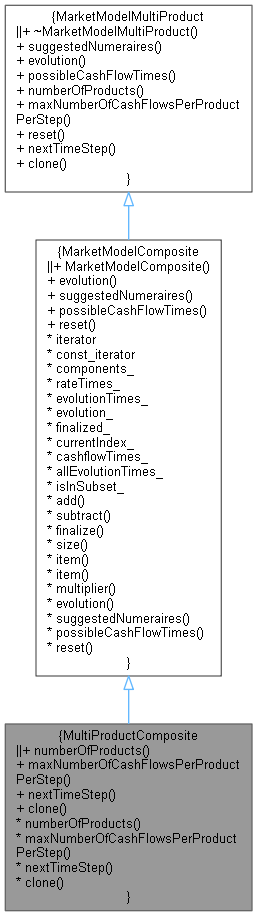 {MarketModelMultiProduct
||+ ~MarketModelMultiProduct()
+ suggestedNumeraires()
+ evolution()
+ possibleCashFlowTimes()
+ numberOfProducts()
+ maxNumberOfCashFlowsPerProduct
PerStep()
+ reset()
+ nextTimeStep()
+ clone()
}
{MarketModelComposite
||+ MarketModelComposite()
+ evolution()
+ suggestedNumeraires()
+ possibleCashFlowTimes()
+ reset()
* iterator
* const_iterator
* components_
* rateTimes_
* evolutionTimes_
* evolution_
* finalized_
* currentIndex_
* cashflowTimes_
* allEvolutionTimes_
* isInSubset_
* add()
* subtract()
* finalize()
* size()
* item()
* item()
* multiplier()
* evolution()
* suggestedNumeraires()
* possibleCashFlowTimes()
* reset()
}
{MultiProductComposite
||+ numberOfProducts()
+ maxNumberOfCashFlowsPerProduct
PerStep()
+ nextTimeStep()
+ clone()
* numberOfProducts()
* maxNumberOfCashFlowsPerProduct
PerStep()
* nextTimeStep()
* clone()
}